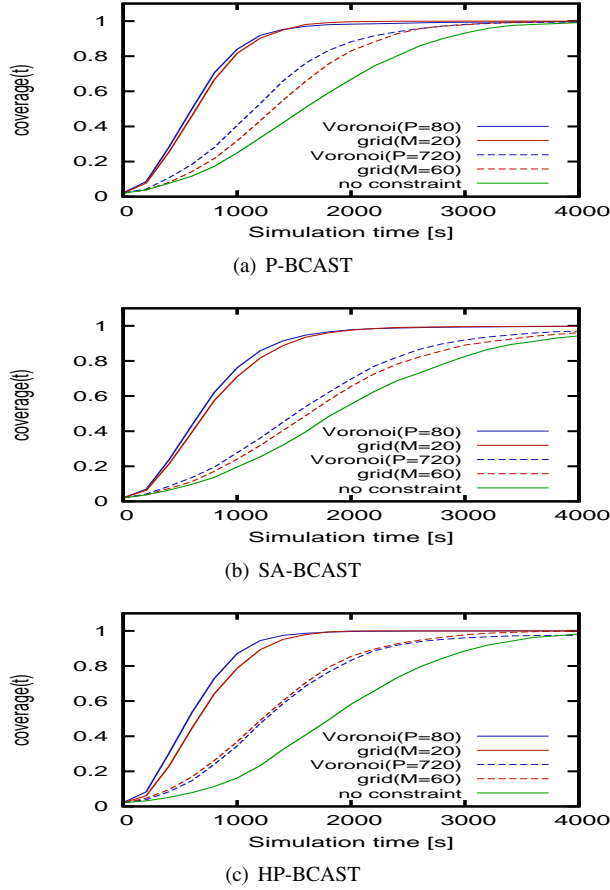 1
0.8
0.6
0.4
0.2
0
coverage(t)
Voronoi(P=80)
grid(M=20)
Voronoi(P=720)
grid(M=60)
no constraint
0 1000 2000 3000 4000
Simulation time [s]
(a) P-BCAST
1
0.8
0.6
0.4
0.2
0
coverage(t)
Voronoi(P=80)
grid(M=20)
Voronoi(P=720)
grid(M=60)
no constraint
0 1000 2000 3000 4000
Simulation time [s]
(b) SA-BCAST
1
0.8
0.6
0.4
0.2
0
coverage(t)
Voronoi(P=80)
grid(M=20)
Voronoi(P=720)
grid(M=60)
no constraint
0 1000 2000 3000 4000
Simulation time [s]
(c) HP-BCAST